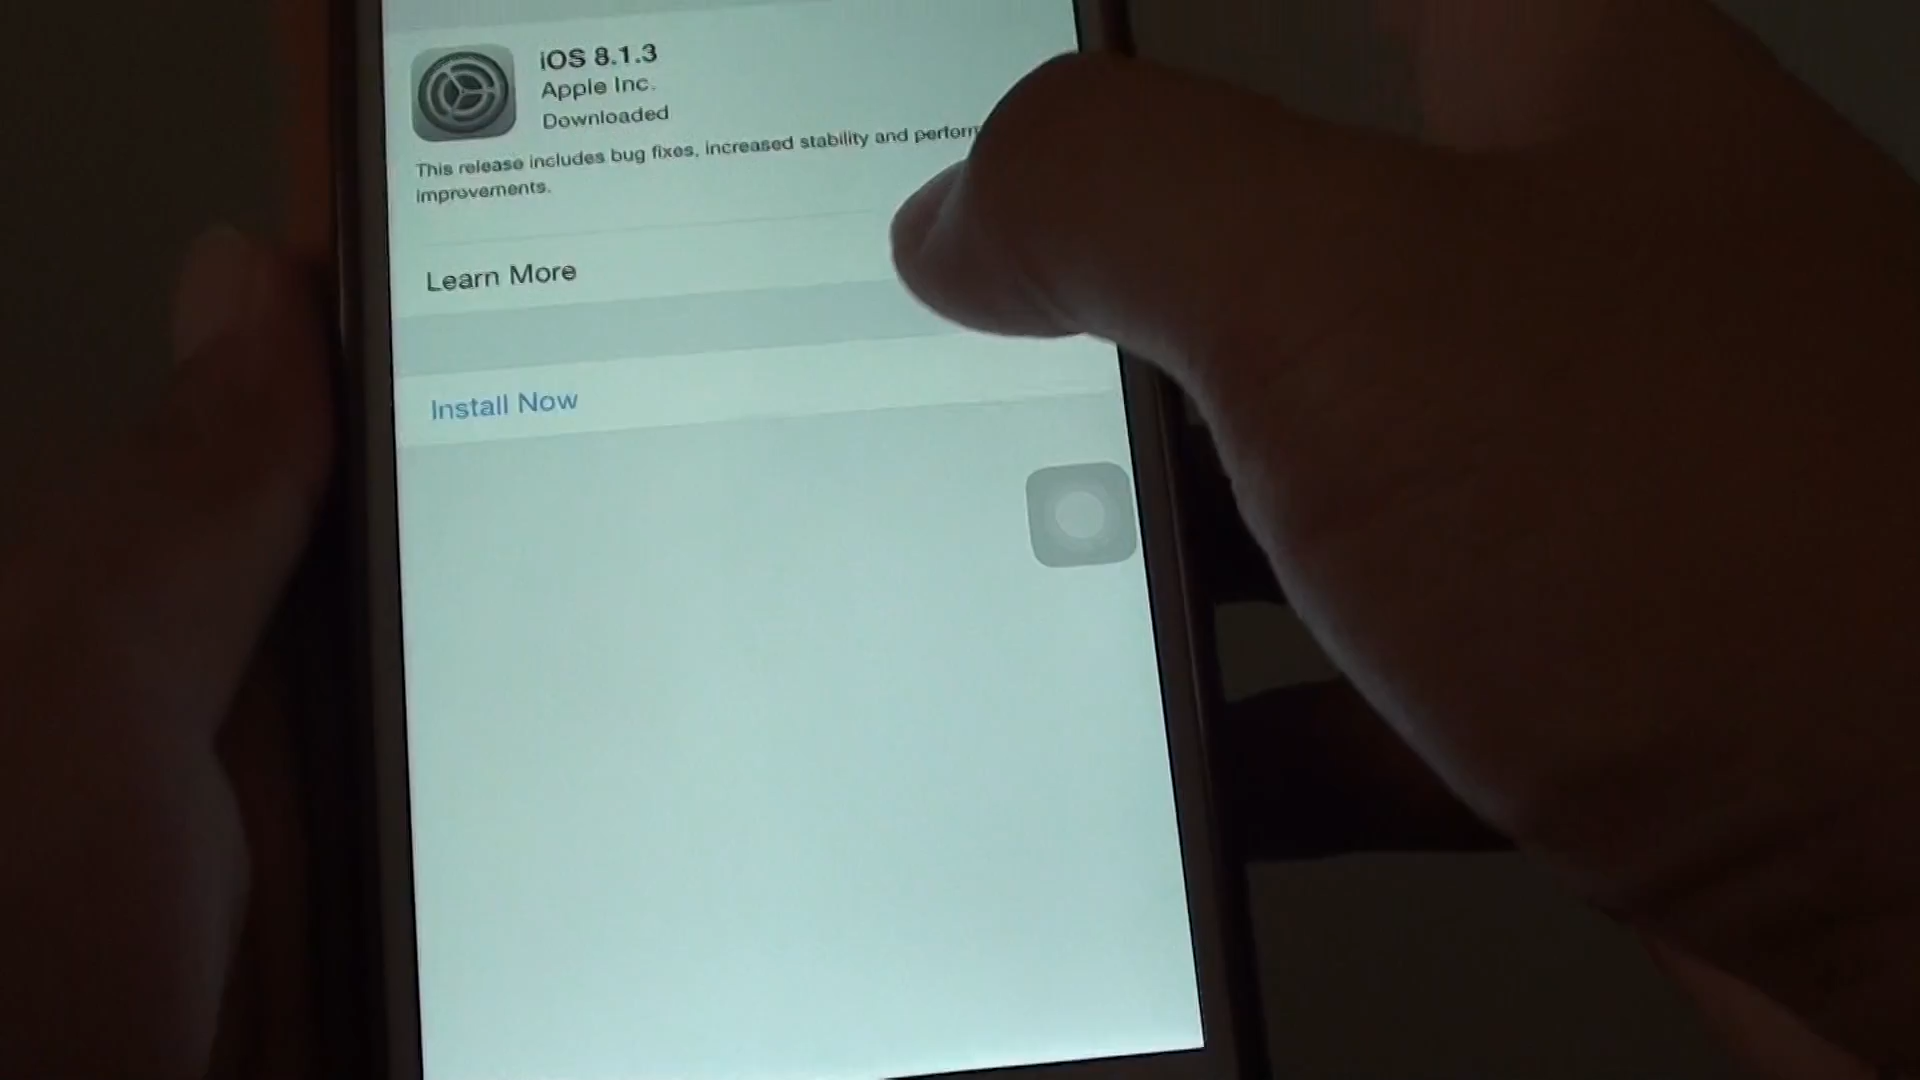 iOS 8.1.3
Apple Inc.
Downloaded
This release includes bug fixes, increased stability and
improvements.
Learn More
Install Now